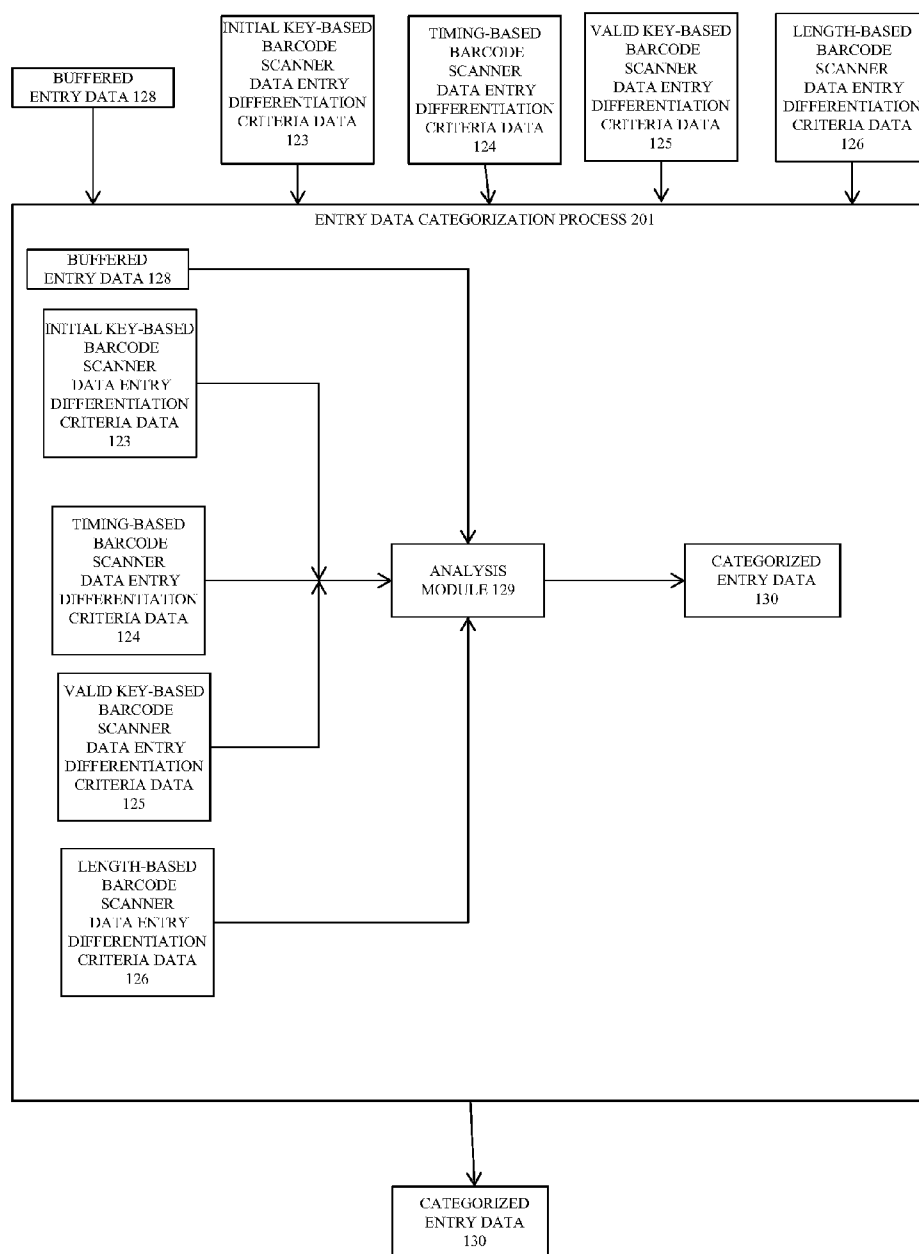 BUFFERED
ENTRY DATA 128
INITIAL KEY-BASED
BARCODE
SCANNER
DATA ENTRY
DIFFERENTIATION
CRITERIA DATA
123
TIMING-BASED
BARCODE
SCANNER
DATA ENTRY
DIFFERENTIATION
CRITERIA DATA
124
VALID KEY-BASED
BARCODE
SCANNER
DATA ENTRY
DIFFERENTIATION
CRITERIA DATA
125
LENGTH-BASED
BARCODE
SCANNER
DATA ENTRY
DIFFERENTIATION
CRITERIA DATA
126
ENTRY DATA CATEGORIZATION PROCESS 201
BUFFERED
ENTRY DATA 128
INITIAL KEY-BASED
BARCODE
SCANNER
DATA ENTRY
DIFFERENTIATION
CRITERIA DATA
123
TIMING-BASED
BARCODE
SCANNER
DATA ENTRY
DIFFERENTIATION
CRITERIA DATA
124
VALID KEY-BASED
BARCODE
SCANNER
DATA ENTRY
DIFFERENTIATION
CRITERIA DATA
125
LENGTH-BASED
BARCODE
SCANNER
DATA ENTRY
DIFFERENTIATION
CRITERIA DATA
126
ANALYSIS
MODULE 129
CATEGORIZED
ENTRY DATA
130
CATEGORIZED
ENTRY DATA
130